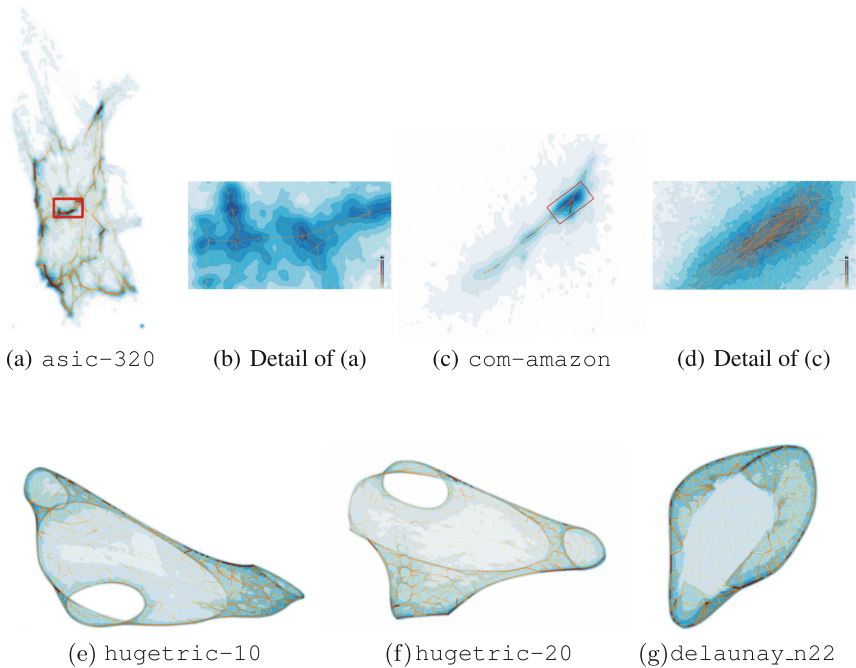 (a) asic-320 (b) Detail of (a) (c) com-amazon (d) Detail of (c)
(e) hugetric-10 (f) hugetric-20 (g) delaunay_n22